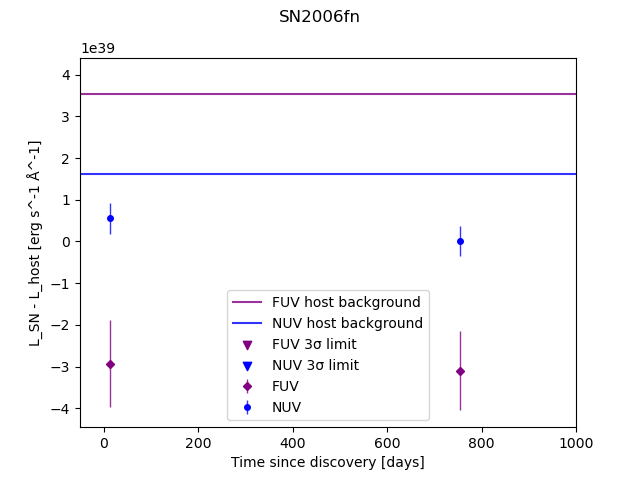 SN2006fn
1e39
L_SN - L_host [erg s^-1 Å^-1]
4
3
2
1
0
−1
−2
−3
−4
FUV host background
NUV host background
FUV 3σ limit
NUV 3σ limit
FUV
NUV
0 200 400 600 800 1000
Time since discovery [days]